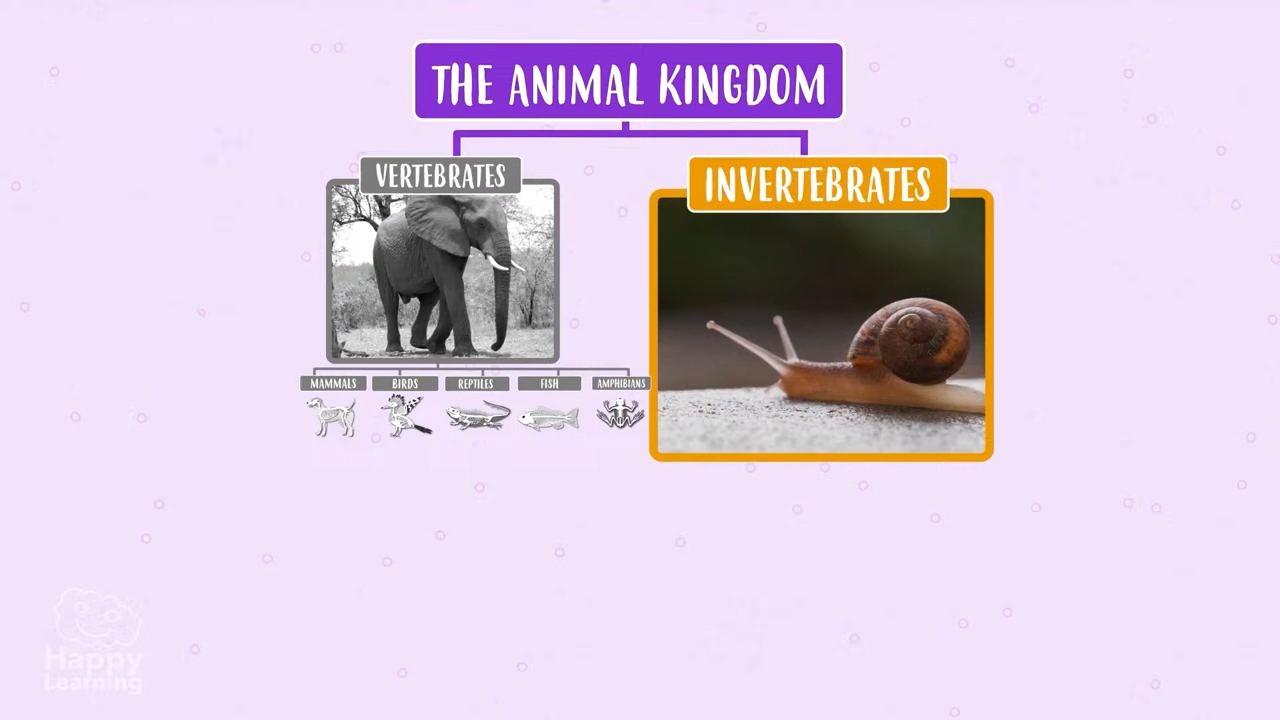 THE ANIMAL KINGDOM
VERTEBRATES
INVERTEBRATES
MAMMALS
BIRDS
REPTILES
FISH
AMPHIBIANS
Happy
Learning